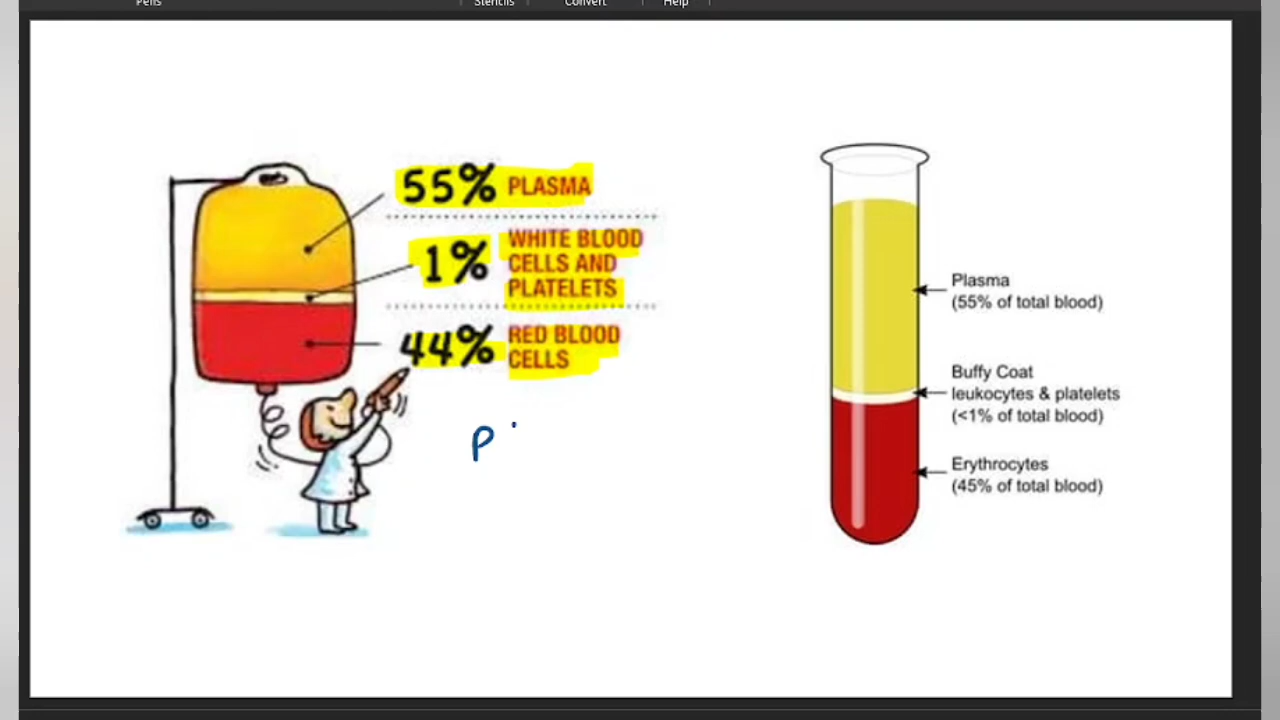 Pens Stencils Convert Help
55% PLASMA
1% WHITE BLOOD
CELLS AND
PLATELETS
44% RED BLOOD
CELLS
P
Plasma
(55% of total blood)
Buffy Coat
leukocytes & platelets
(<1% of total blood)
Erythrocytes
(45% of total blood)